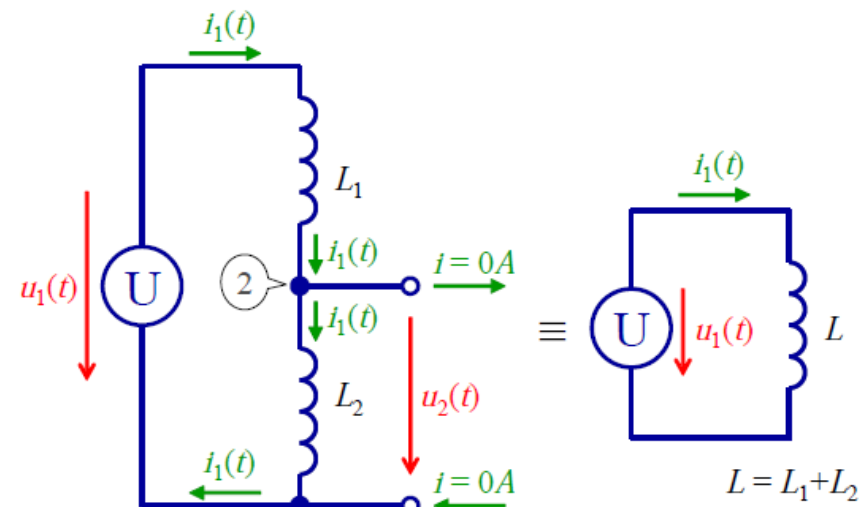 i₁(t)
L₁
i₁(t)
i = 0A
2
u₁(t)
U
i₁(t)
L₂
u₂(t)
i₁(t)
i = 0A
≡
i₁(t)
U
u₁(t)
L
L = L₁+L₂